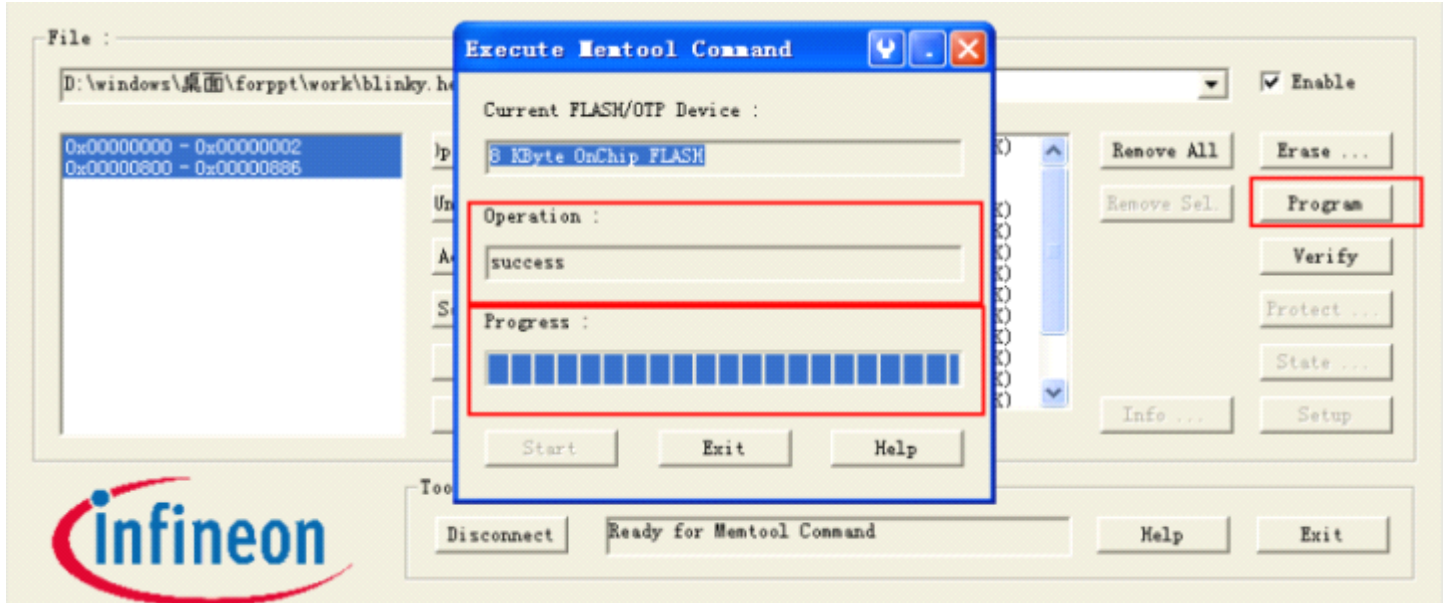 File :
Execute Memtool Command
D:\windows\桌面\forppt\work\blinky.he
Enable
Current FLASH/OTP Device :
8 KByte OnChip FLASH
0x00000000 - 0x00000002
0x00000800 - 0x00000886
Remove All
Erase ...
Operation :
success
Remove Sel.
Program
Verify
Progress :
Protect ...
State ...
Info ...
Setup
Start
Exit
Help
infineon
Too
Disconnect
Ready for Memtool Command
Help
Exit